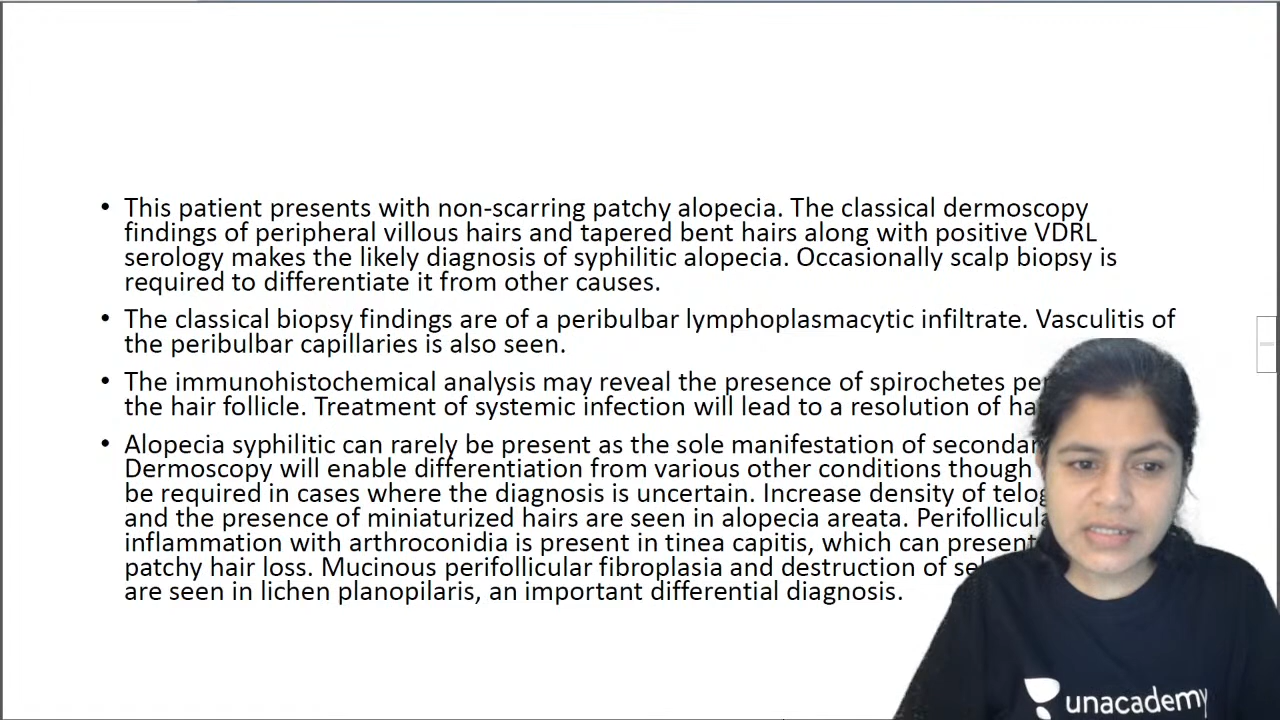 • This patient presents with non-scarring patchy alopecia. The classical dermoscopy
findings of peripheral villous hairs and tapered bent hairs along with positive VDRL
serology makes the likely diagnosis of syphilitic alopecia. Occasionally scalp biopsy is
required to differentiate it from other causes.
• The classical biopsy findings are of a peribulbar lymphoplasmacytic infiltrate. Vasculitis of
the peribulbar capillaries is also seen.
• The immunohistochemical analysis may reveal the presence of spirochetes
the hair follicle. Treatment of systemic infection will lead to a resolution of
• Alopecia syphilitic can rarely be present as the sole manifestation of
Dermoscopy will enable differentiation from various other conditions though
be required in cases where the diagnosis is uncertain. Increase density of
and the presence of miniaturized hairs are seen in alopecia areata.
inflammation with arthroconidia is present in tinea capitis, which can present
patchy hair loss. Mucinous perifollicular fibroplasia and destruction of
are seen in lichen planopilaris, an important differential diagnosis.
unacademy